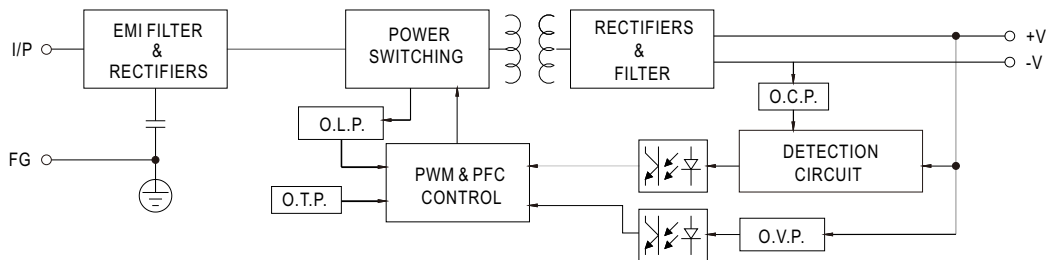 I/P
EMI FILTER
&
RECTIFIERS
POWER
SWITCHING
RECTIFIERS
&
FILTER
+V
-V
O.C.P.
O.L.P.
DETECTION
CIRCUIT
FG
PWM & PFC
CONTROL
O.T.P.
O.V.P.